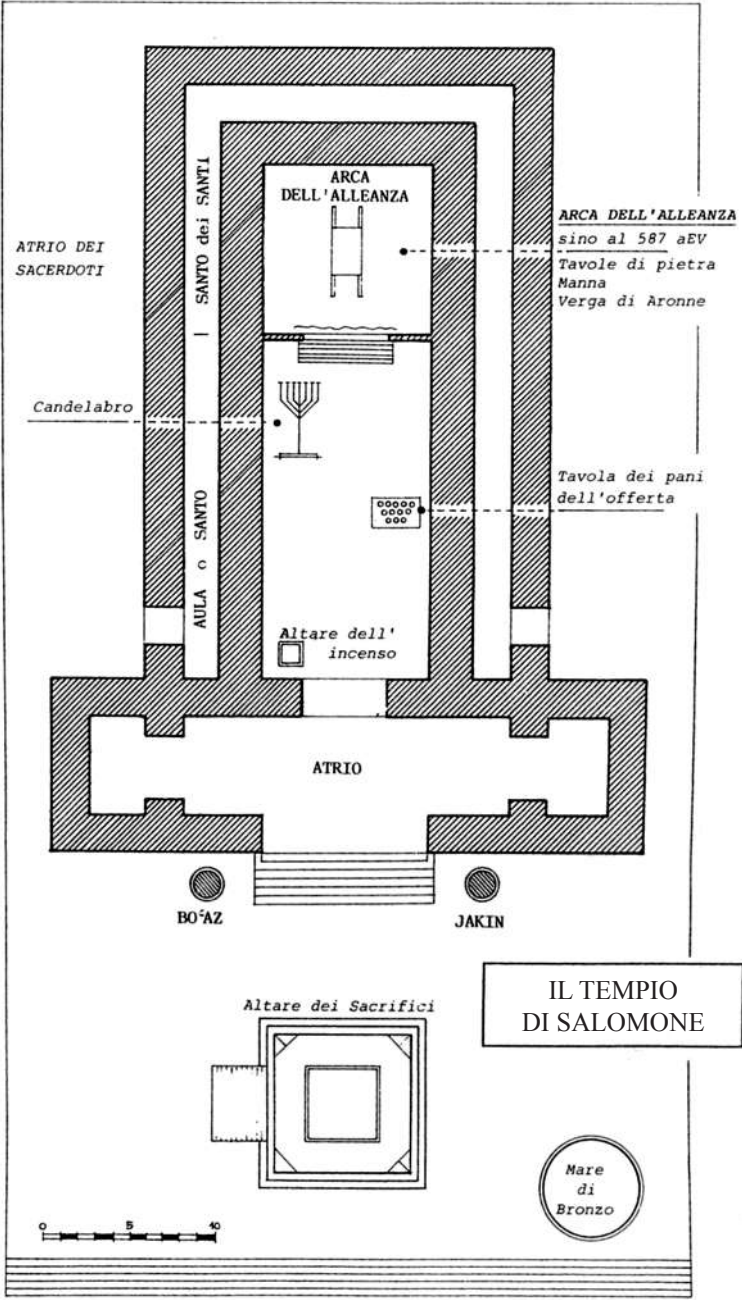 ARCA
DELL'ALLEANZA
SANTO dei SANTI
ATRIO DEI
SACERDOTI
ARCA DELL'ALLEANZA
sino al 587 aEV
Tavole di pietra
Manna
Verga di Aronne
Candelabro
Tavola dei pani
dell'offerta
AULA o SANTO
Altare dell'
incenso
ATRIO
BOʿAZ
JAKIN
IL TEMPIO
DI SALOMONE
Altare dei Sacrifici
Mare
di
Bronzo
0 5 10